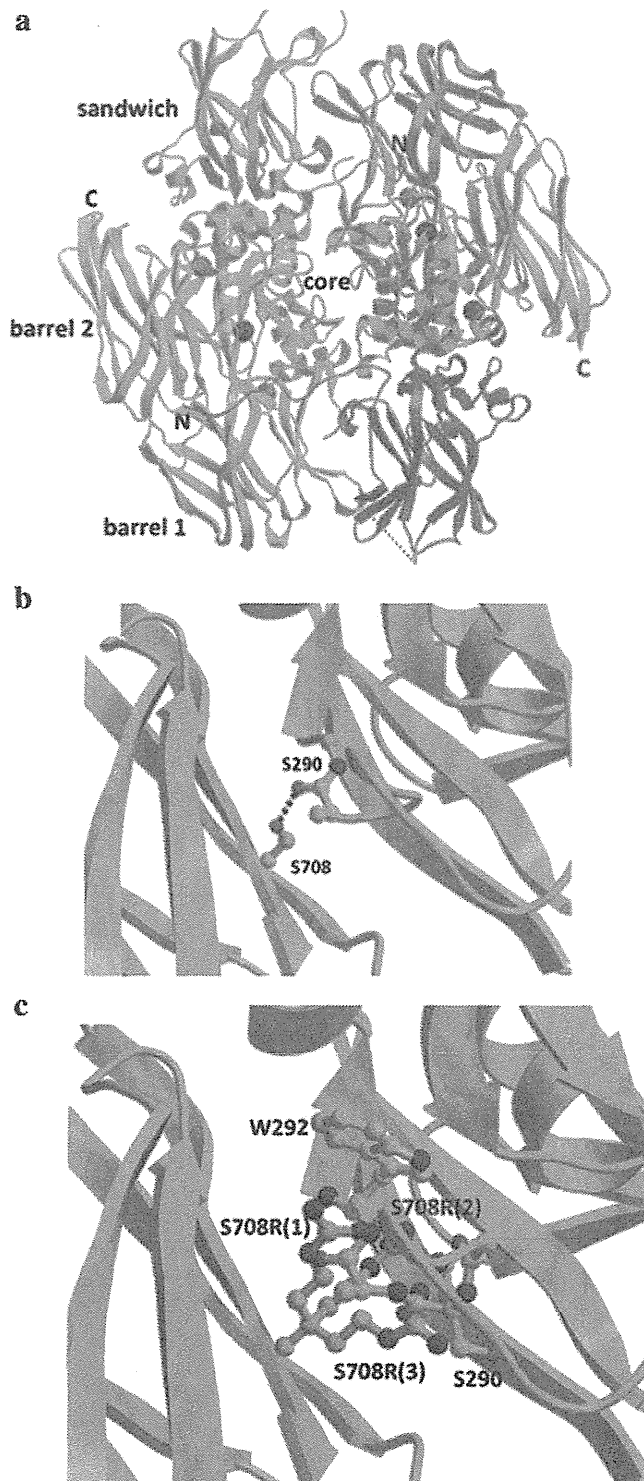 a
sandwich
N
C
core
barrel 2
C
N
barrel 1
b
S290
S708
c
W292
S708R(2)
S708R(1)
S708R(3)
S290